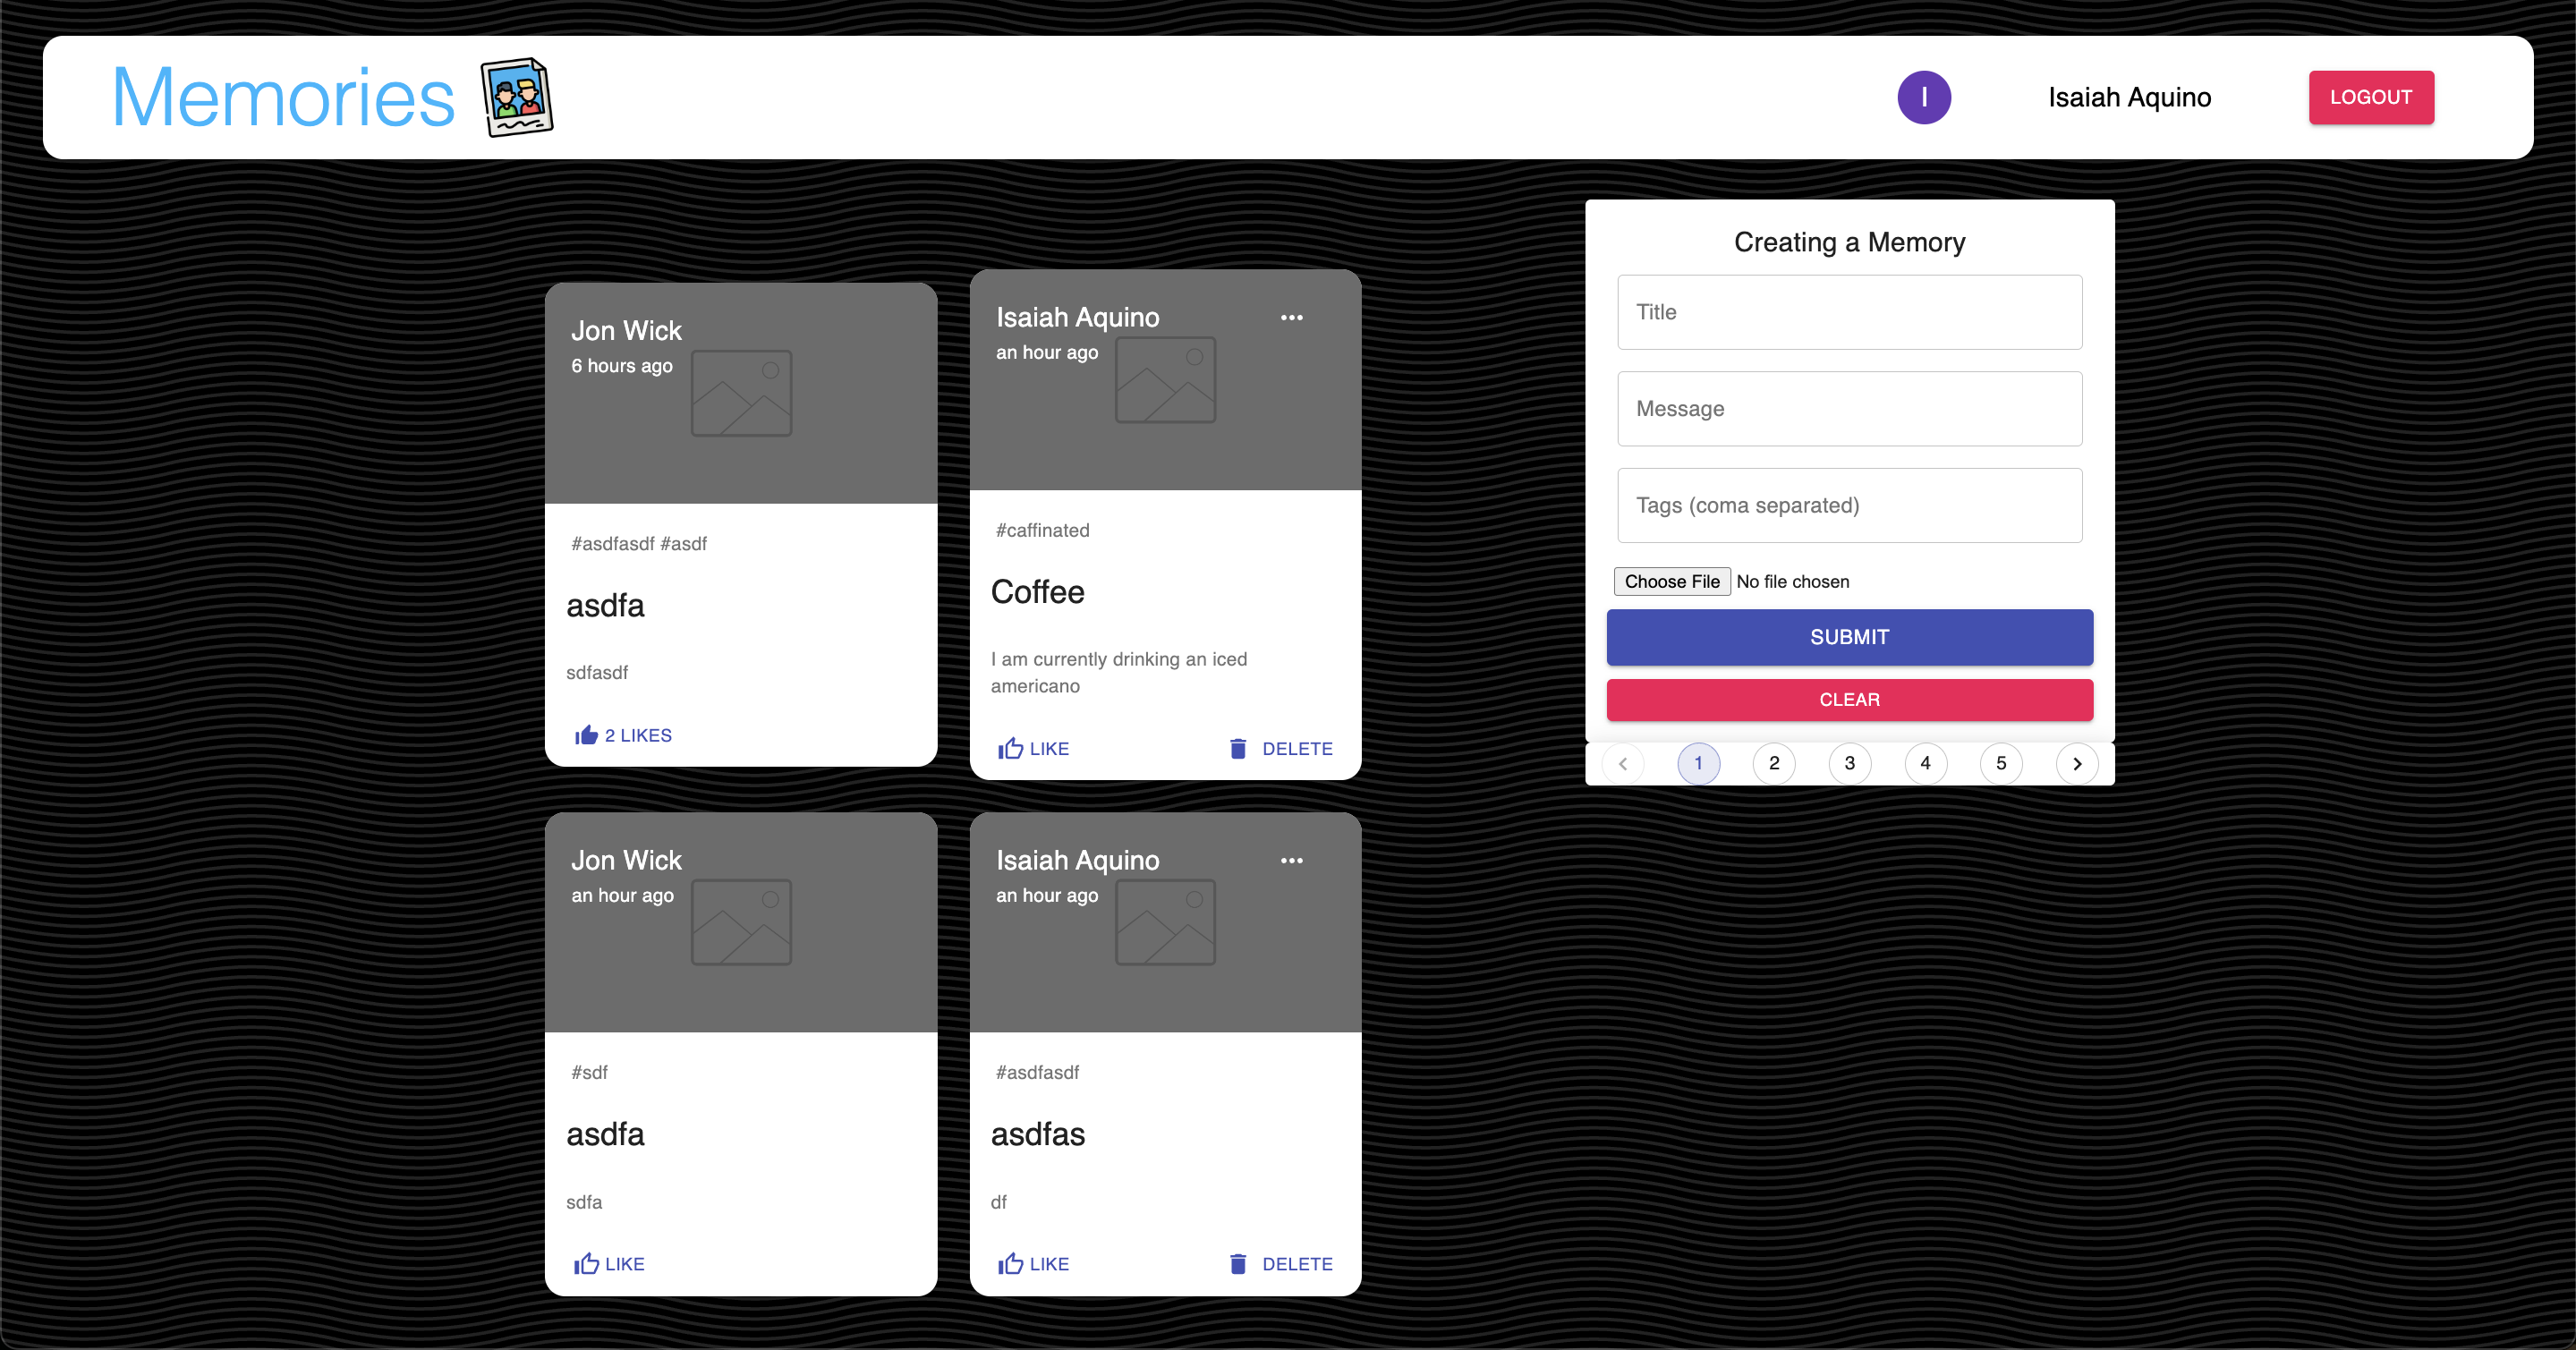 Memories
I
Isaiah Aquino
LOGOUT
Jon Wick
6 hours ago
#asdfasdf #asdf
asdfa
sdfasdf
2 LIKES
Isaiah Aquino
an hour ago
#caffinated
Coffee
I am currently drinking an iced
americano
LIKE
DELETE
Jon Wick
an hour ago
#sdf
asdfa
sdfa
LIKE
Isaiah Aquino
an hour ago
#asdfasdf
asdfas
df
LIKE
DELETE
Creating a Memory
Title
Message
Tags (coma separated)
Choose File No file chosen
SUBMIT
CLEAR
1 2 3 4 5